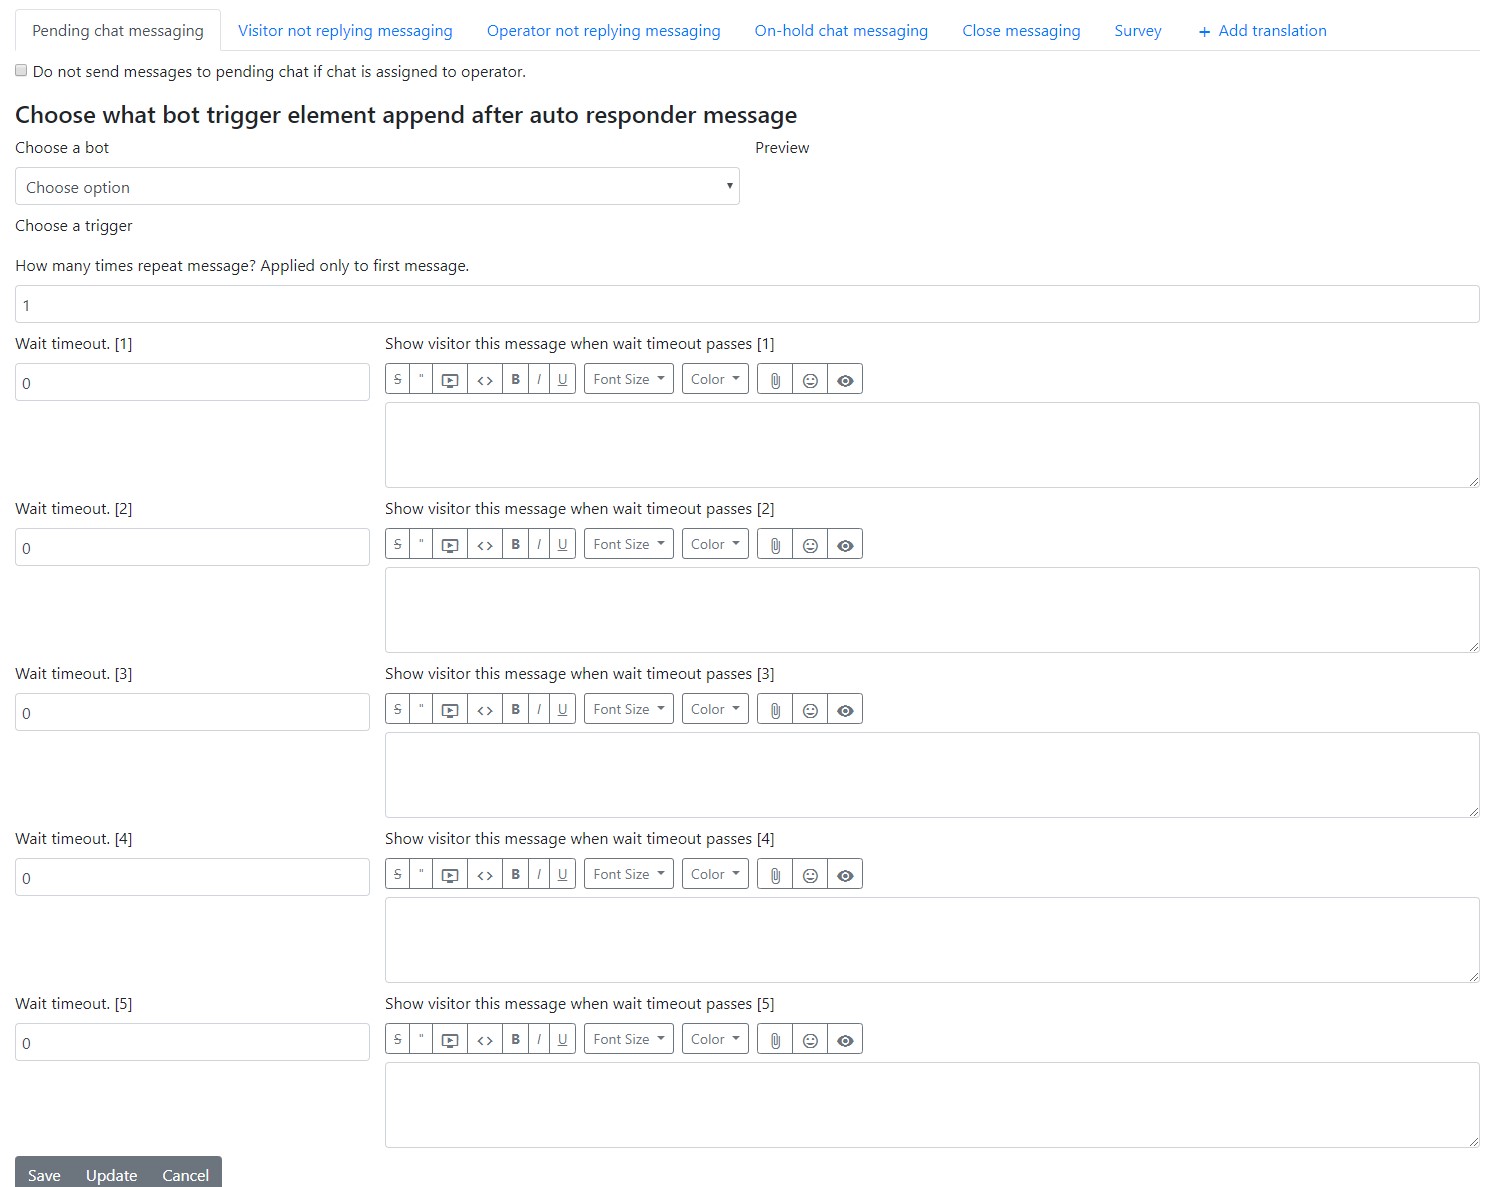 Pending chat messaging Visitor not replying messaging Operator not replying messaging On-hold chat messaging Close messaging Survey + Add translation
Do not send messages to pending chat if chat is assigned to operator.
Choose what bot trigger element append after auto responder message
Choose a bot Preview
Choose option
Choose a trigger
How many times repeat message? Applied only to first message.
1
Wait timeout. [1] Show visitor this message when wait timeout passes [1]
S " <> B I U Font Size Color
0
Wait timeout. [2] Show visitor this message when wait timeout passes [2]
S " <> B I U Font Size Color
0
Wait timeout. [3] Show visitor this message when wait timeout passes [3]
S " <> B I U Font Size Color
0
Wait timeout. [4] Show visitor this message when wait timeout passes [4]
S " <> B I U Font Size Color
0
Wait timeout. [5] Show visitor this message when wait timeout passes [5]
S " <> B I U Font Size Color
0
Save Update Cancel